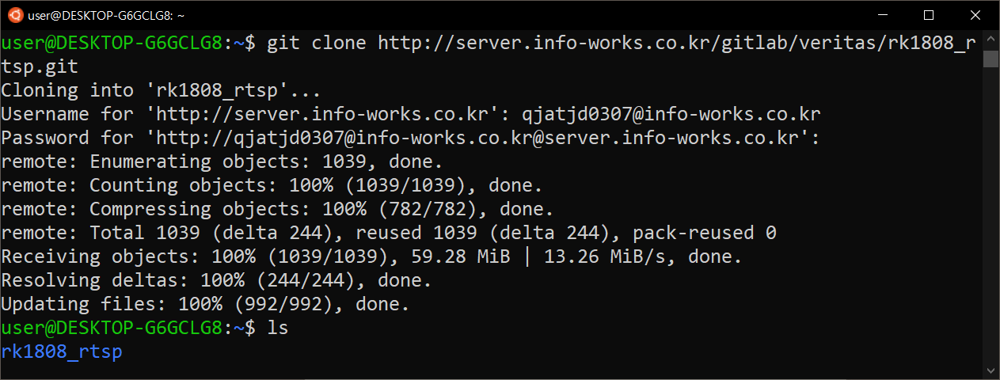 user@DESKTOP-G6GCLG8: ~
user@DESKTOP-G6GCLG8:~$ git clone http://server.info-works.co.kr/gitlab/veritas/rk1808_r
tsp.git
Cloning into 'rk1808_rtsp'...
Username for 'http://server.info-works.co.kr': qjatjd0307@info-works.co.kr
Password for 'http://qjatjd0307@info-works.co.kr@server.info-works.co.kr':
remote: Enumerating objects: 1039, done.
remote: Counting objects: 100% (1039/1039), done.
remote: Compressing objects: 100% (782/782), done.
remote: Total 1039 (delta 244), reused 1039 (delta 244), pack-reused 0
Receiving objects: 100% (1039/1039), 59.28 MiB | 13.26 MiB/s, done.
Resolving deltas: 100% (244/244), done.
Updating files: 100% (992/992), done.
user@DESKTOP-G6GCLG8:~$ ls
rk1808_rtsp